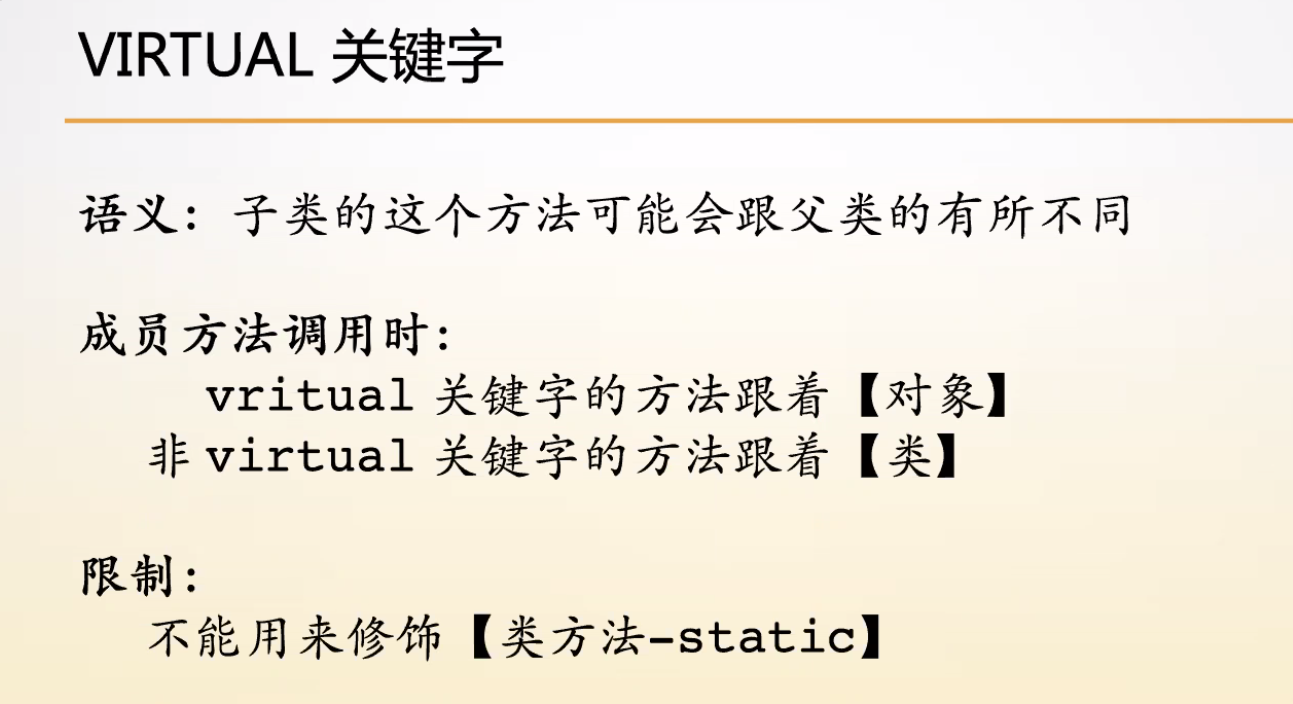 VIRTUAL 关键字
语义：子类的这个方法可能会跟父类的有所不同
成员方法调用时：
vritual 关键字的方法跟着【对象】
非 virtual 关键字的方法跟着【类】
限制：
不能用来修饰【类方法-static】